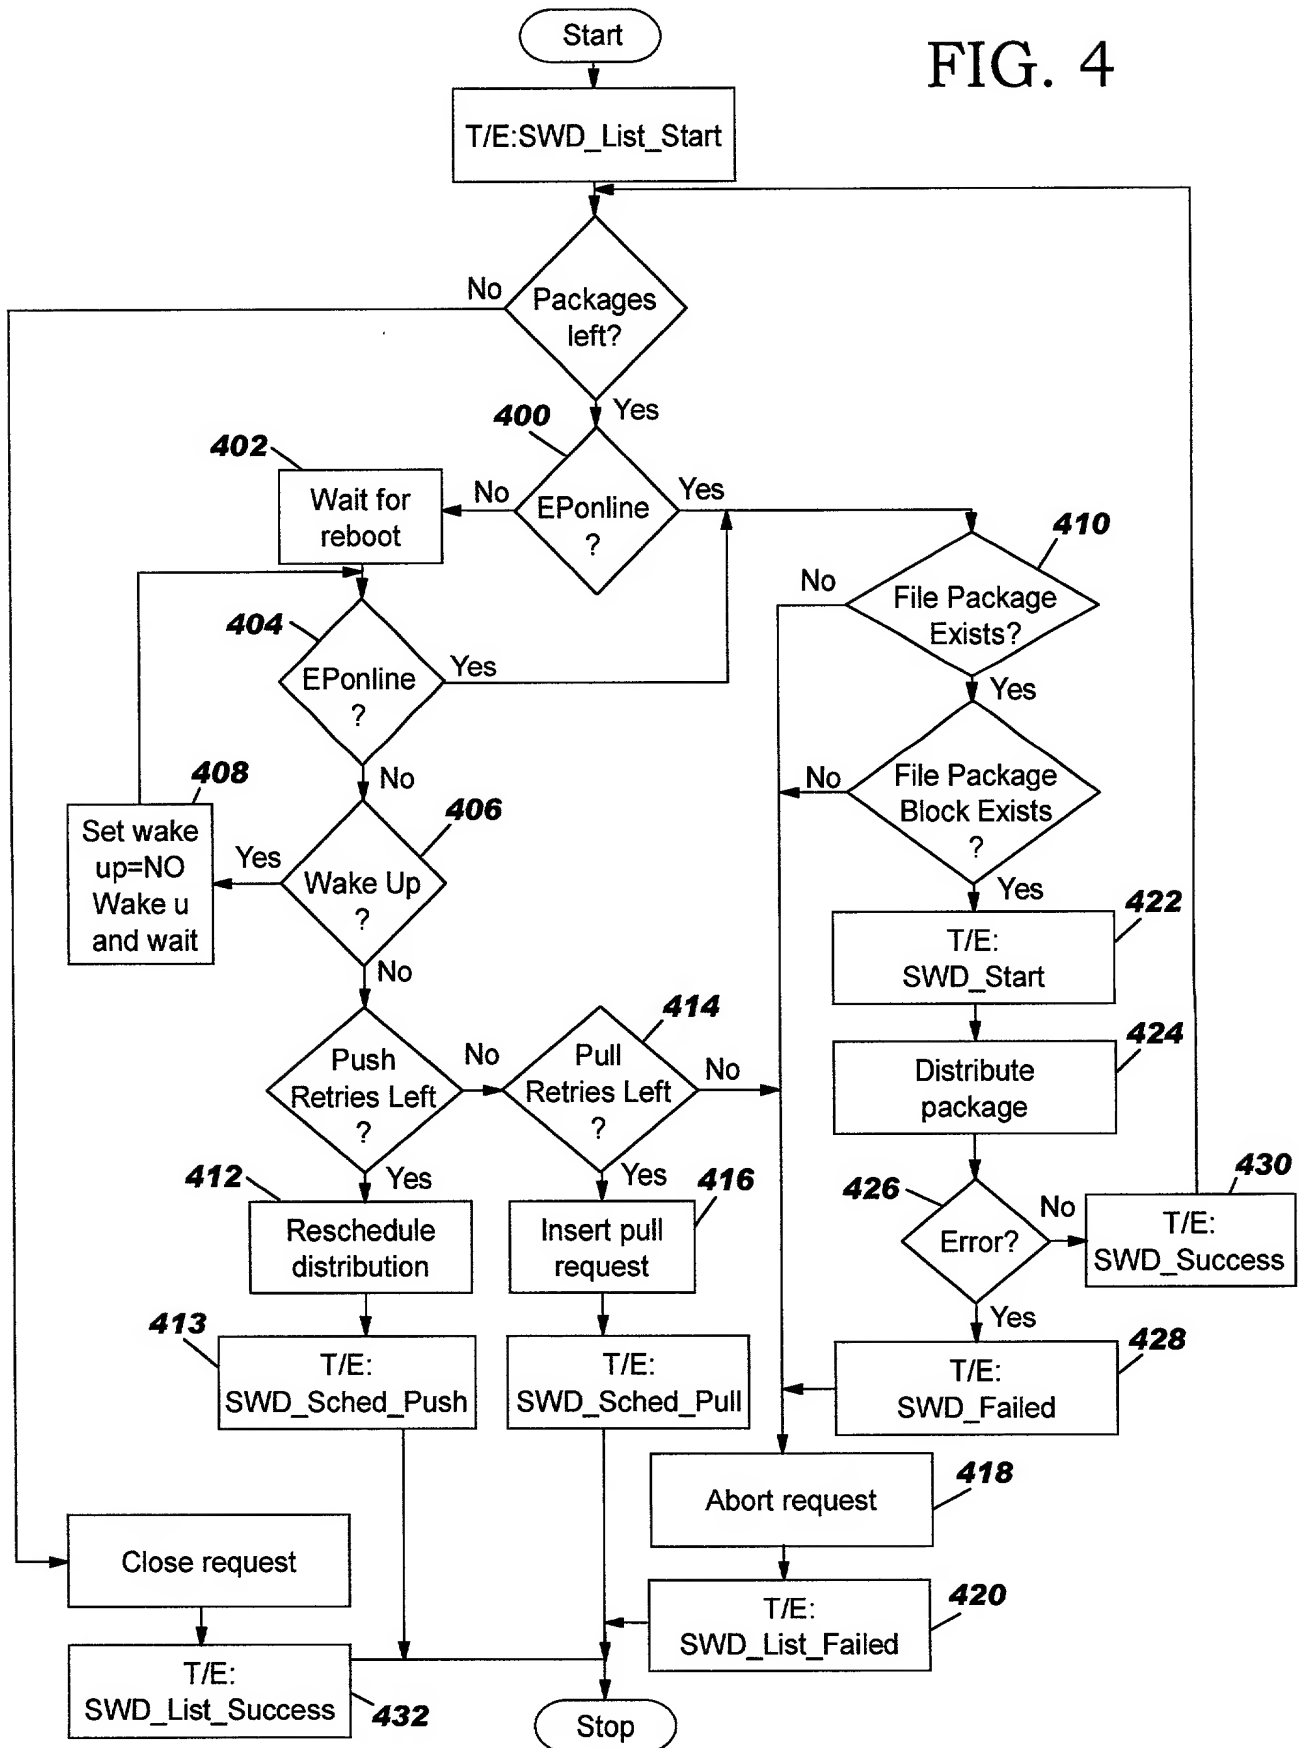 Start
FIG. 4
T/E:SWD_List_Start
No
Packages
left?
Yes
400
402
Wait for
reboot
No
EPonline
?
Yes
410
No
File Package
Exists?
404
EPonline
?
Yes
Yes
No
408
No
File Package
Block Exists
?
406
Set wake
up=NO
Wake u
and wait
Yes
Wake Up
?
Yes
422
T/E:
SWD_Start
No
414
424
Push
Retries Left
?
No
Pull
Retries Left
?
No
Distribute
package
412
Yes
Yes
416
426
No
430
Reschedule
distribution
Insert pull
request
Error?
T/E:
SWD_Success
Yes
413
T/E:
SWD_Sched_Push
T/E:
SWD_Sched_Pull
428
T/E:
SWD_Failed
418
Abort request
Close request
420
T/E:
SWD_List_Failed
T/E:
SWD_List_Success
432
Stop